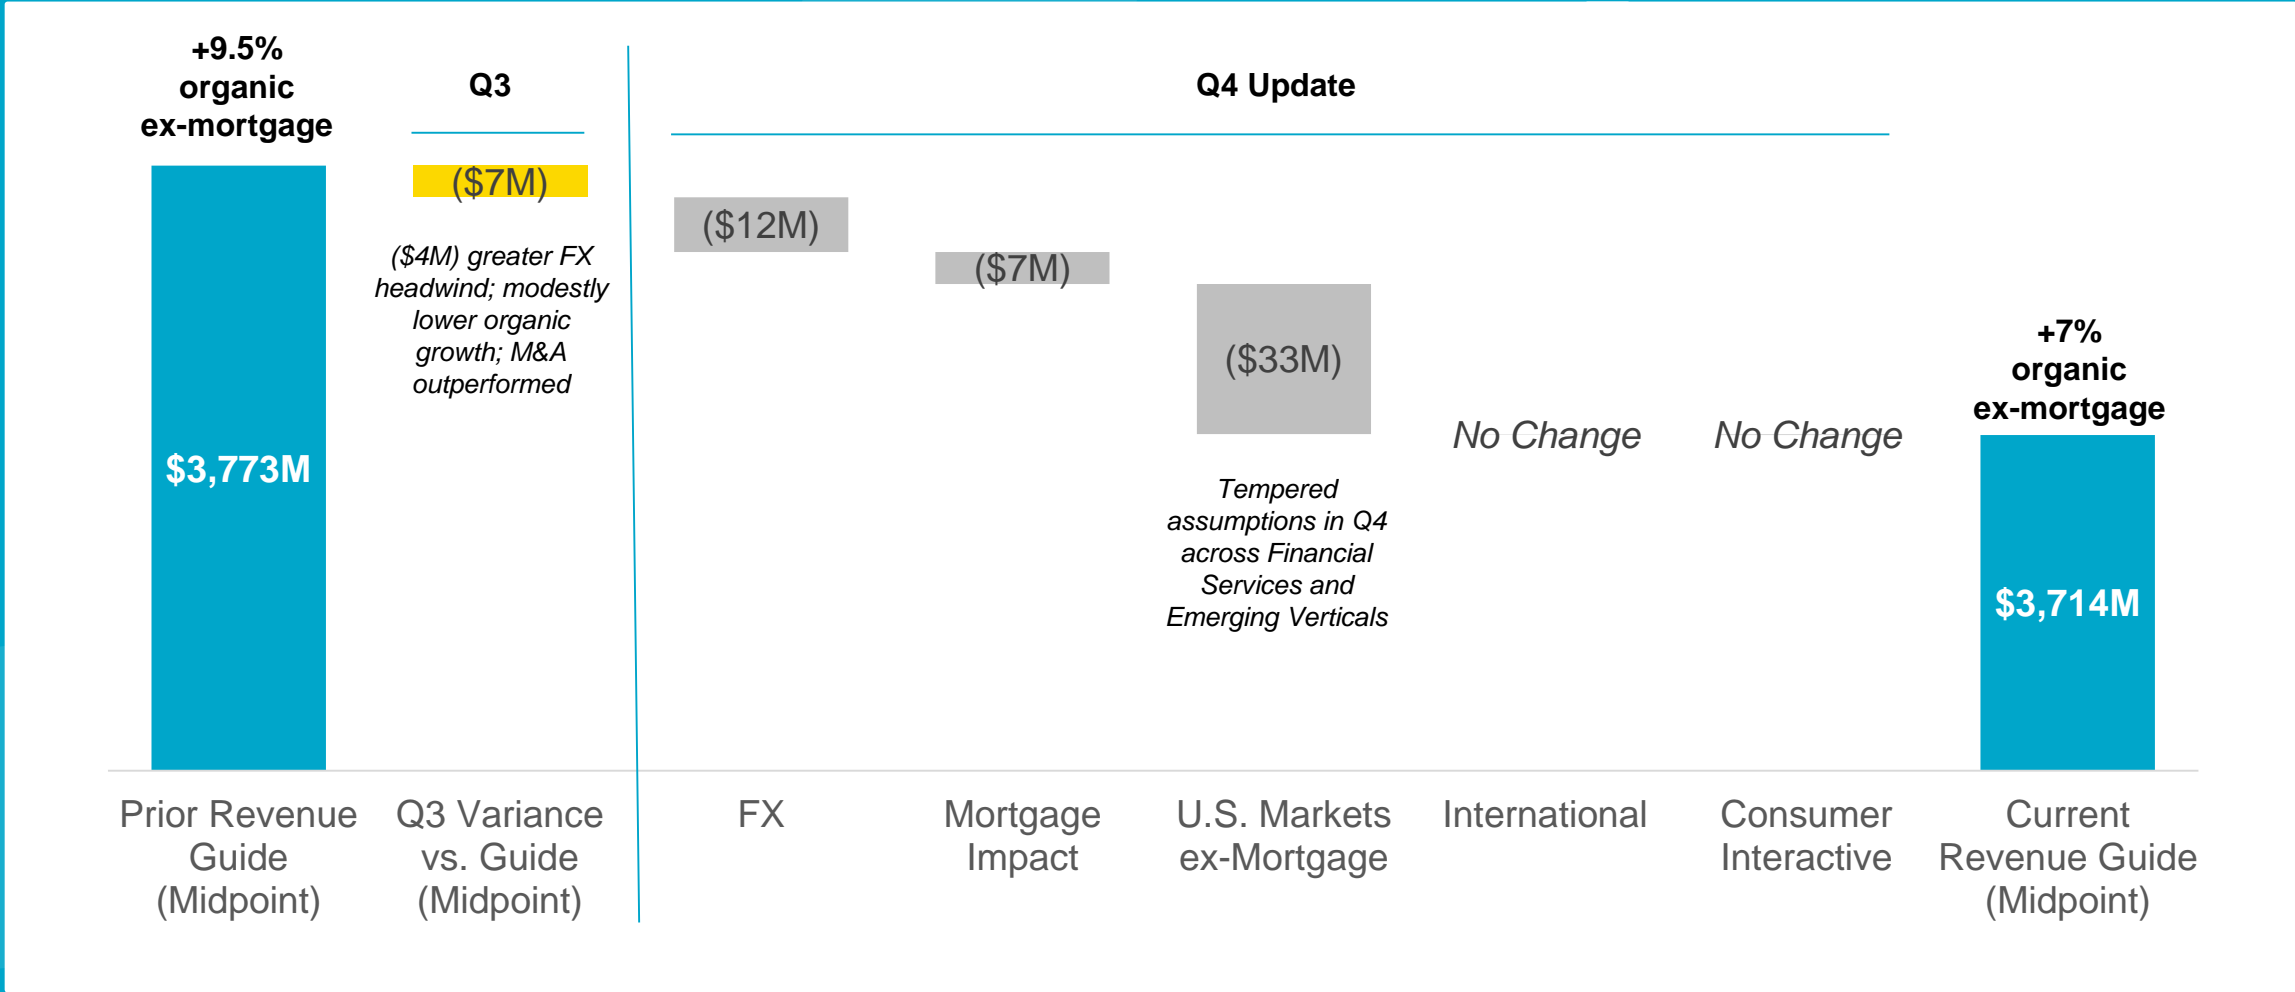 +9.5%
organic
ex-mortgage
Q3
Q4 Update
($7M)
($4M) greater FX
headwind; modestly
lower organic
growth; M&A
outperformed
($12M)
($7M)
($33M)
Tempered
assumptions in Q4
across Financial
Services and
Emerging Verticals
No Change
No Change
+7%
organic
ex-mortgage
$3,773M
$3,714M
Prior Revenue
Guide
(Midpoint)
Q3 Variance
vs. Guide
(Midpoint)
FX
Mortgage
Impact
U.S. Markets
ex-Mortgage
International
Consumer
Interactive
Current
Revenue Guide
(Midpoint)